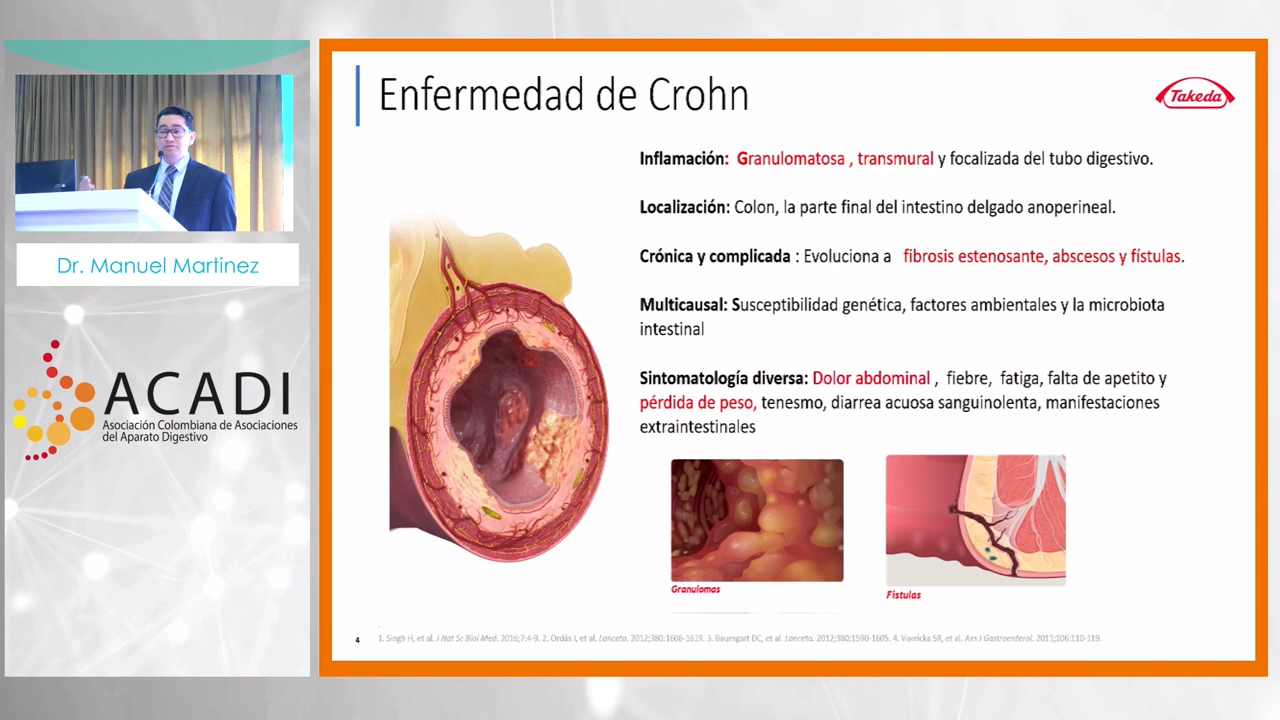 Dr. Manuel Martinez
ACADI
Asociación Colombiana de Asociaciones
del Aparato Digestivo
Enfermedad de Crohn
Takeda
Inflamación: Granulomatosa , transmural y focalizada del tubo digestivo.
Localización: Colon, la parte final del intestino delgado anoperineal.
Crónica y complicada : Evoluciona a fibrosis estenosante, abscesos y fístulas.
Multicausal: Susceptibilidad genética, factores ambientales y la microbiota
intestinal
Sintomatología diversa: Dolor abdominal , fiebre, fatiga, falta de apetito y
pérdida de peso, tenesmo, diarrea acuosa sanguinolenta, manifestaciones
extraintestinales
Granulomas
Fístulas
4
1. Singh H, et al. J Nat Sc Biol Med. 2016;7:4-9. 2. Ordás I, et al. Lanceta. 2012;380:1606-1619. 3. Baumgart DC, et al. Lanceta. 2012;380:1590-1605. 4. Vavricka SR, et al. Am J Gastroenterol. 2011;106:110-119.